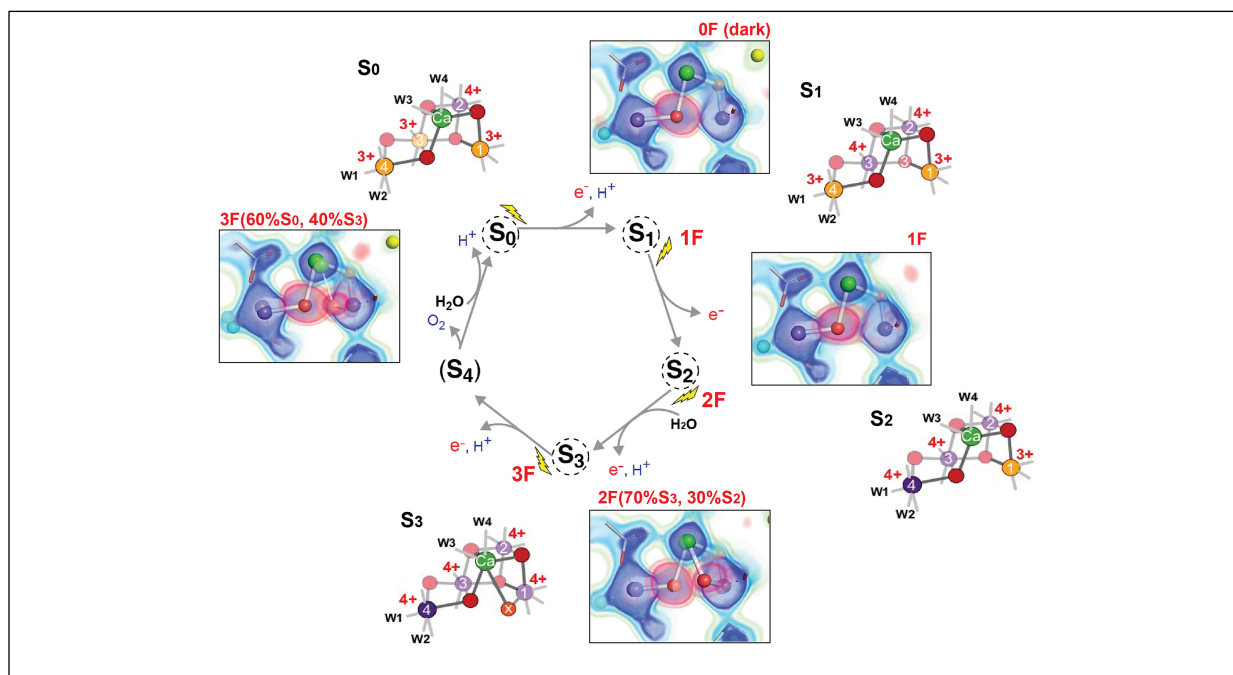 0F (dark)
S0
W4
4+
W3
2
Ca
3+
3
3+
1
3+
4
W1
W2
S1
W4
4+
W3
2
Ca
4+
3
3
3+
1
3+
4
W1
W2
3F(60%S0, 40%S3)
e-, H+
H+
S0
S1
1F
1F
H2O
O2
e-
(S4)
S2
2F
H2O
S2
W4
4+
W3
2
Ca
4+
3
3+
1
4+
4
W1
W2
e-, H+
3F
S3
e-, H+
2F(70%S3, 30%S2)
S3
W4
4+
W3
2
Ca
4+
3
4+
1
4+
4
X
W1
W2